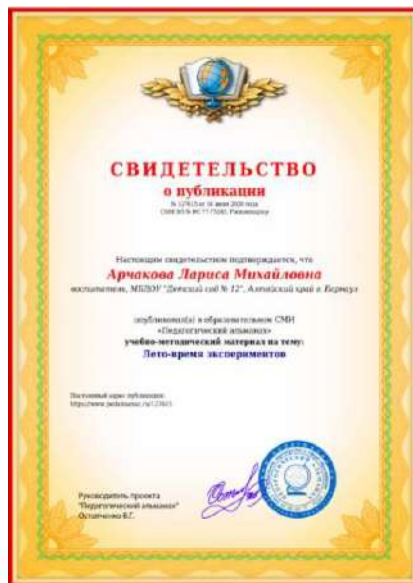 СВИДЕТЕЛЬСТВО
о публикации
Настоящим свидетельством подтверждается, что
Арчакова Лариса Михайловна
воспитатель, МБДОУ "Детский сад № 12", Алтайский край г. Барнаул
опубликовал(а) в образовательном СМИ
«Педагогический альманах»
учебно-методический материал на тему:
Лето-время экспериментов
Постоянный адрес публикации:
Руководитель проекта
"Педагогический альманах"
Остапченко В.Г.